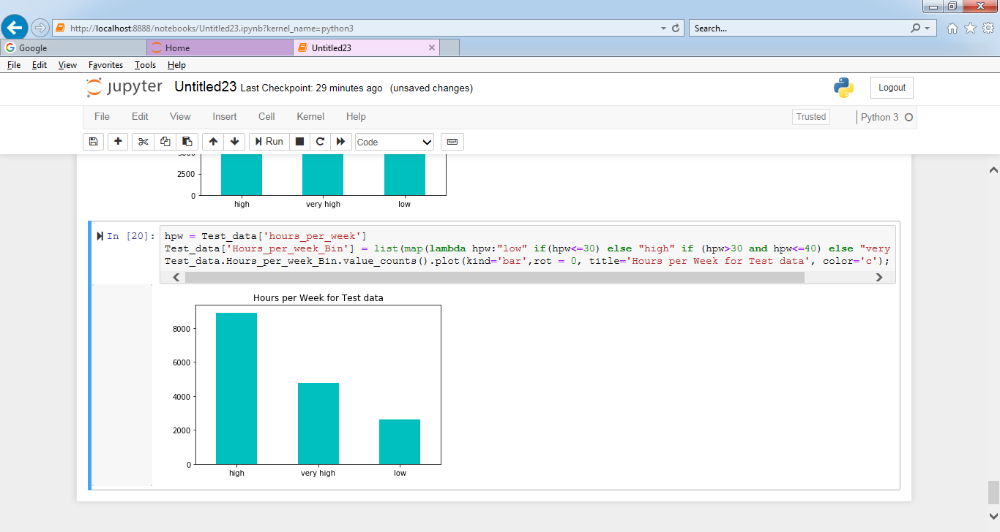 http://localhost:8888/notebooks/Untitled23.ipynb?kernel_name=python3
Search...
Google
Home
Untitled23
File Edit View Favorites Tools Help
jupyter Untitled23 Last Checkpoint: 29 minutes ago (unsaved changes)
Logout
File Edit View Insert Cell Kernel Help
Trusted
Python 3
Run
Code
2500
0
high very high low
In [20]:
hpw = Test_data['hours_per_week']
Test_data['Hours_per_week_Bin'] = list(map(lambda hpw:"low" if(hpw<=30) else "high" if (hpw>30 and hpw<=40) else "very
Test_data.Hours_per_week_Bin.value_counts().plot(kind='bar',rot = 0, title='Hours per Week for Test data', color='c');
Hours per Week for Test data
8000
6000
4000
2000
0
high very high low